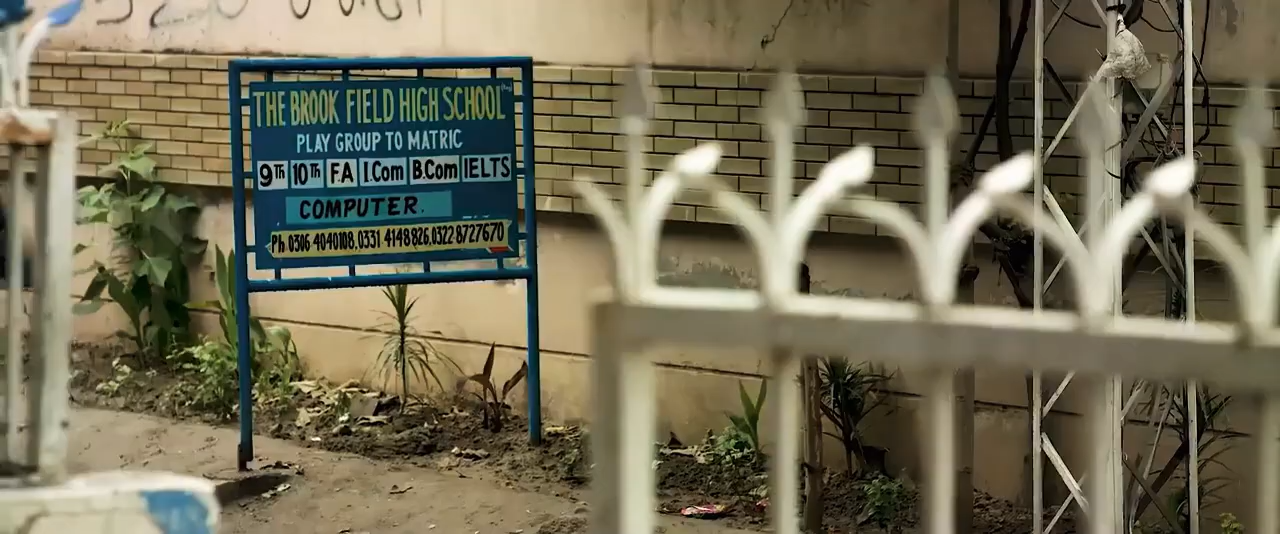 THE BROOK FIELD HIGH SCHOOL
PLAY GROUP TO MATRIC
9TH 10TH F.A I.Com B.Com IELTS
COMPUTER.
Ph.0306 4040108,0331 4148826,0322 8727670